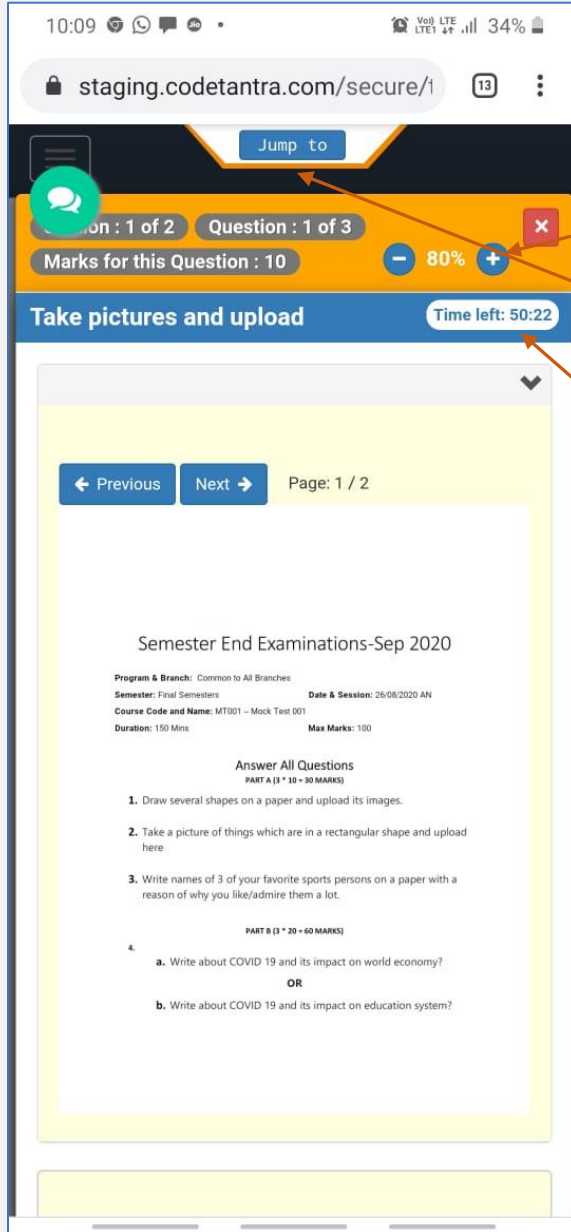 10:09 Vo)) LTE LTE1 34%
staging.codetantra.com/secure/ 13
Jump to
on : 1 of 2 Question : 1 of 3
Marks for this Question : 10 80%
Take pictures and upload Time left: 50:22
Previous Next Page: 1 / 2
Semester End Examinations-Sep 2020
Program & Branch: Common to All Branches
Semester: Final Semesters Date & Session: 26/08/2020 AN
Course Code and Name: MT001 – Mock Test 001
Duration: 150 Mins Max Marks: 100
Answer All Questions
PART A (3 * 10 = 30 MARKS)
1. Draw several shapes on a paper and upload its images.
2. Take a picture of things which are in a rectangular shape and upload
here
3. Write names of 3 of your favorite sports persons on a paper with a
reason of why you like/admire them a lot.
PART B (3 * 20 = 60 MARKS)
4.
a. Write about COVID 19 and its impact on world economy?
OR
b. Write about COVID 19 and its impact on education system?